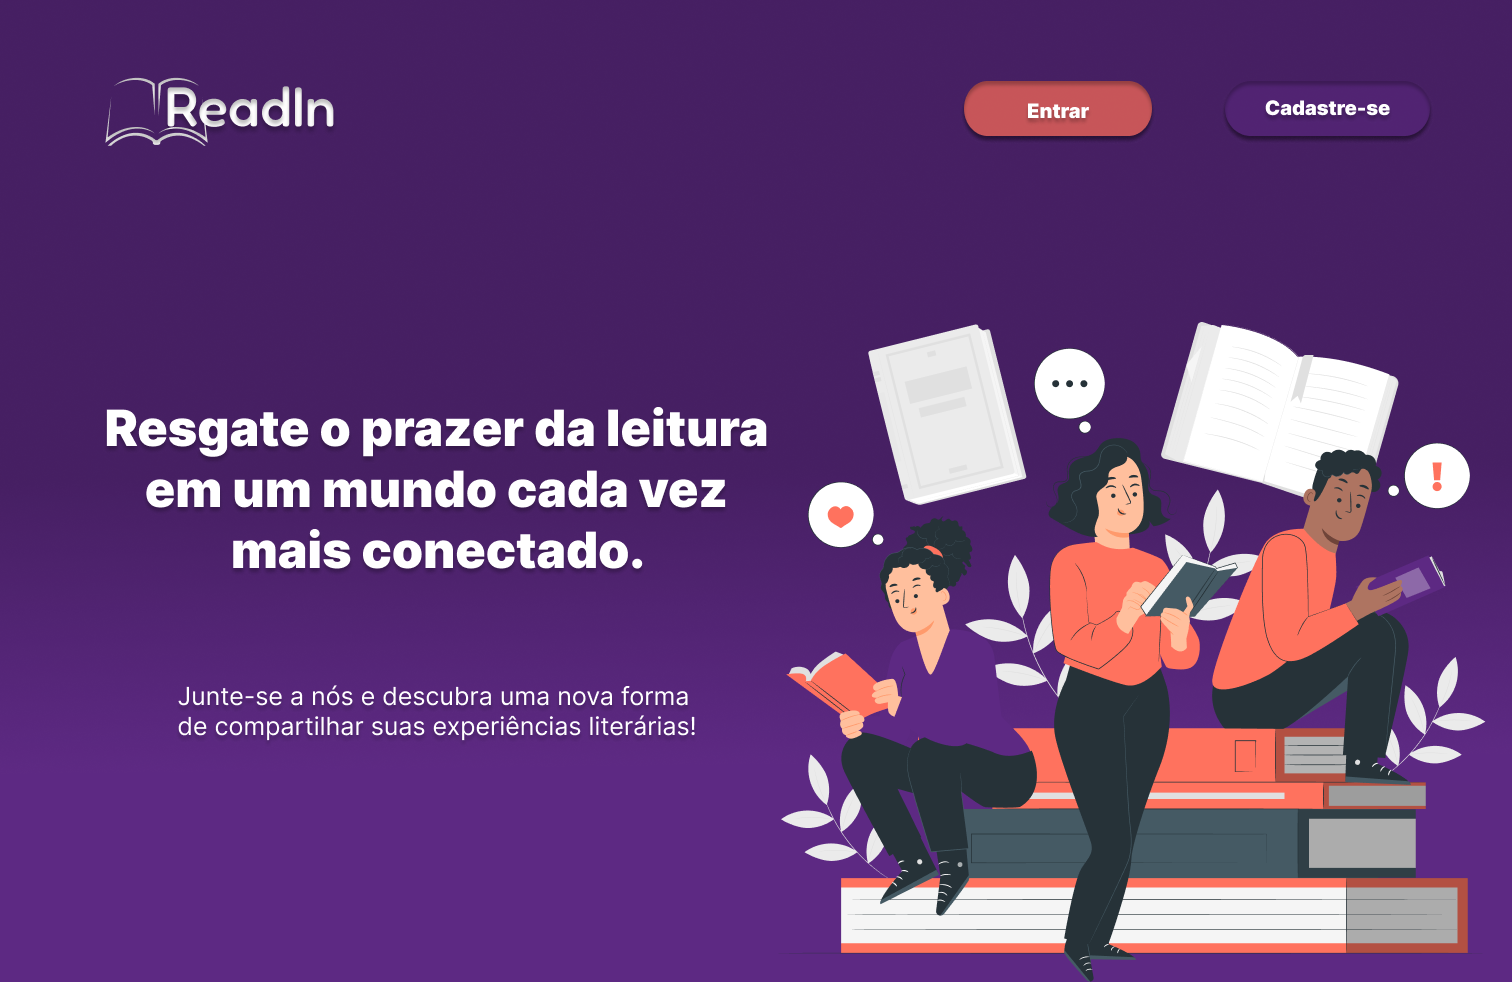 ReadIn
Entrar
Cadastre-se
Resgate o prazer da leitura
em um mundo cada vez
mais conectado.
Junte-se a nós e descubra uma nova forma
de compartilhar suas experiências literárias!